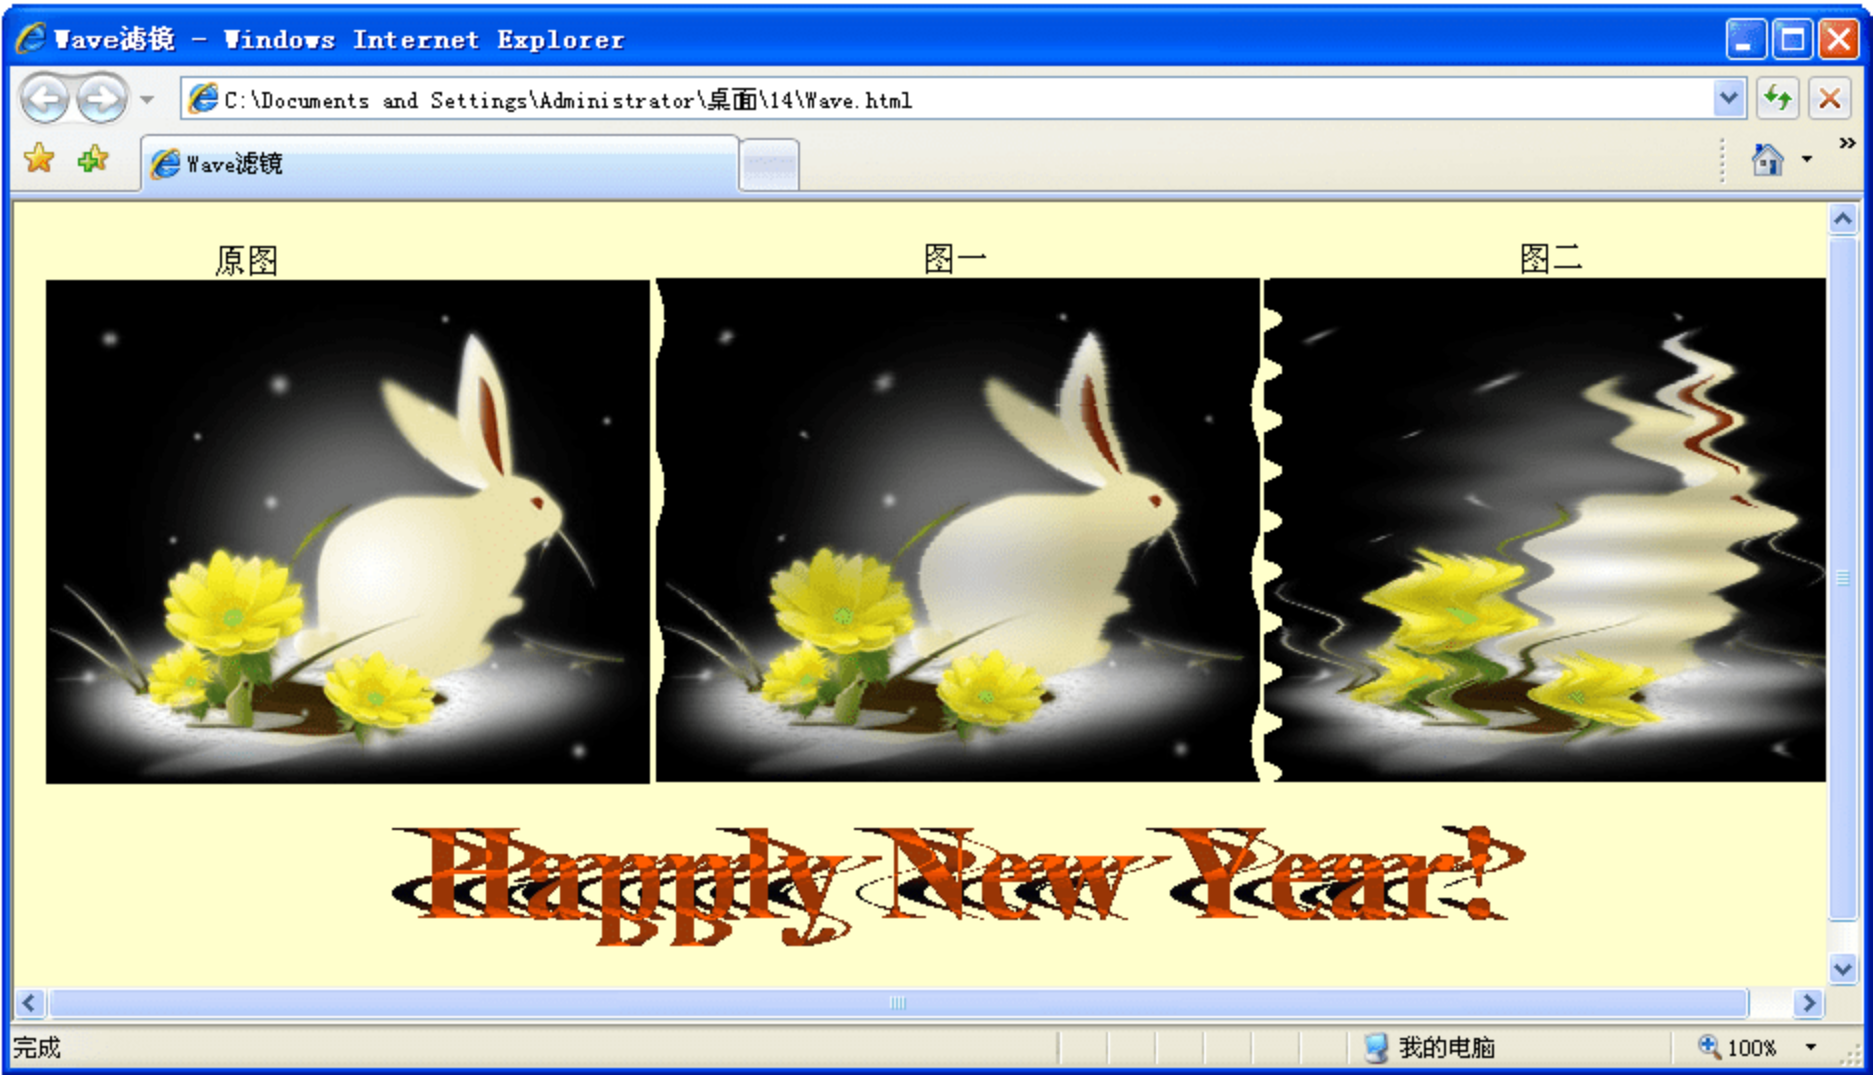 Wave滤镜 - Windows Internet Explorer
C:\Documents and Settings\Administrator\桌面\14\Wave.html
Wave滤镜
原图
图一
图二
Happly New Year!
完成
我的电脑
100%